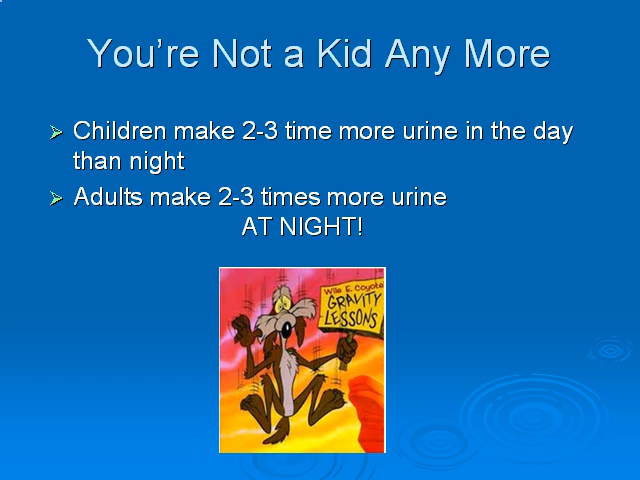 You're Not a Kid Any More
Children make 2-3 time more urine in the day
than night
Adults make 2-3 times more urine
AT NIGHT!
Wile E. Coyote
GRAVITY
LESSONS